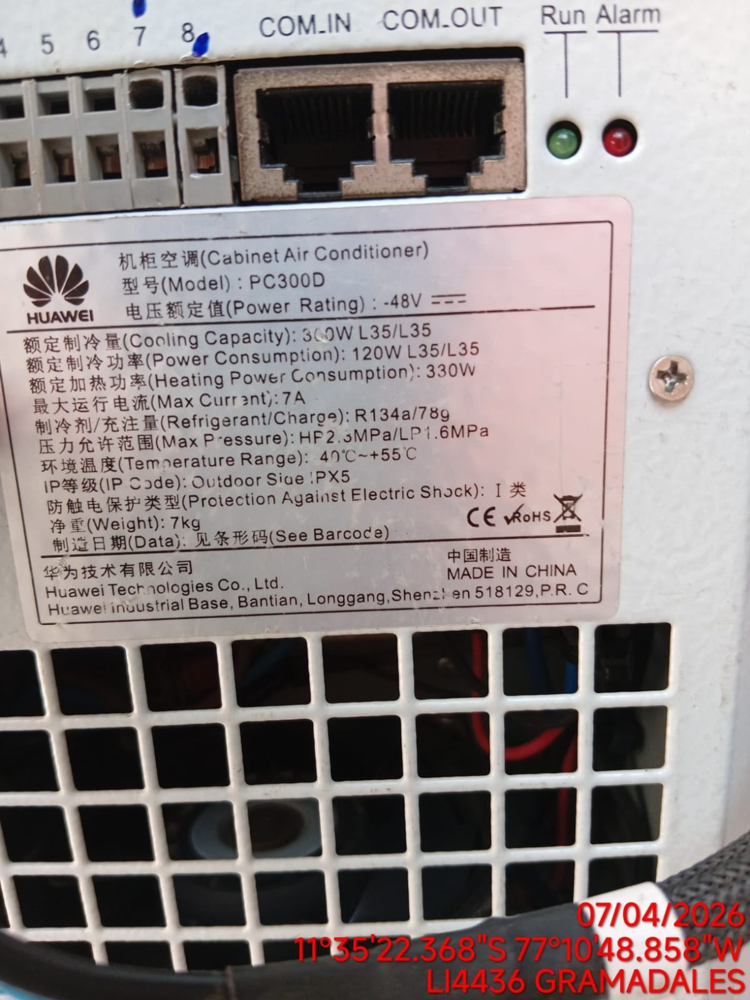 4 5 6 7 8 COM_IN COM_OUT Run Alarm
HUAWEI
机柜空调(Cabinet Air Conditioner)
型号(Model) : PC300D
电压额定值(Power Rating) : -48V
额定制冷量(Cooling Capacity): 300W L35/L35
额定制冷功率(Power Consumption): 120W L35/L35
额定加热功率(Heating Power Consumption): 330W
最大运行电流(Max Current): 7A
制冷剂/充注量(Refrigerant/Charge): R134a/78g
压力允许范围(Max Pressure): HP2.3MPa/LP1.6MPa
环境温度(Temperature Range): -40℃~+55℃
IP等级(IP Code): Outdoor Side IPX5
防触电保护类型(Protection Against Electric Shock): I 类
净重(Weight): 7kg
制造日期(Data): 见条形码(See Barcode)
CE RoHS
华为技术有限公司
Huawei Technologies Co., Ltd.
中国制造
MADE IN CHINA
Huawei Industrial Base, Bantian, Longgang, Shenzhen 518129, P.R. C
07/04/2026
11°35'22.368"S 77°10'48.858"W
LI4436 GRAMADALES